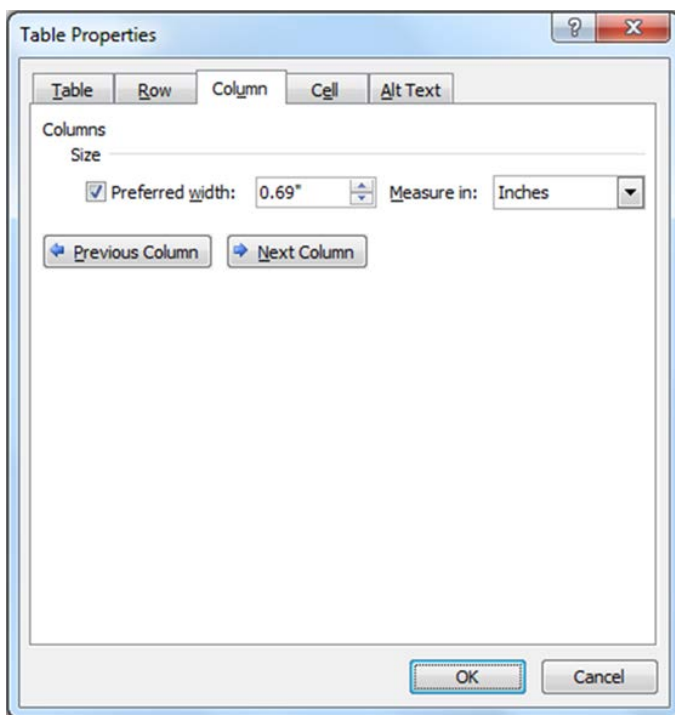 Table Properties
Table Row Column Cell Alt Text
Columns
Size
Preferred width: 0.69" Measure in: Inches
Previous Column Next Column
OK Cancel